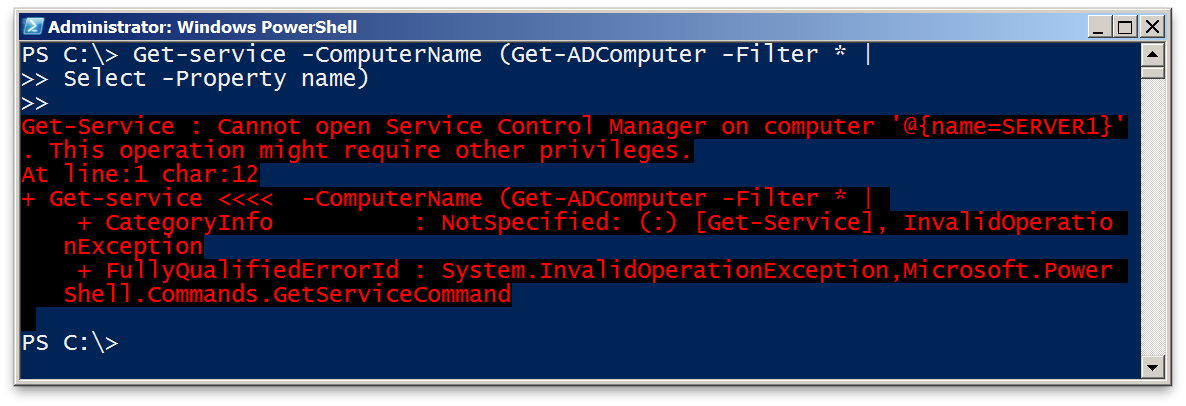 Administrator: Windows PowerShell
PS C:\> Get-service -ComputerName (Get-ADComputer -Filter * |
>> Select -Property name)
>>
Get-Service : Cannot open Service Control Manager on computer '@{name=SERVER1}'
. This operation might require other privileges.
At line:1 char:12
+ Get-service <<<<  -ComputerName (Get-ADComputer -Filter * |
    + CategoryInfo          : NotSpecified: (:) [Get-Service], InvalidOperatio
   nException
    + FullyQualifiedErrorId : System.InvalidOperationException,Microsoft.Power
   Shell.Commands.GetServiceCommand
PS C:\>